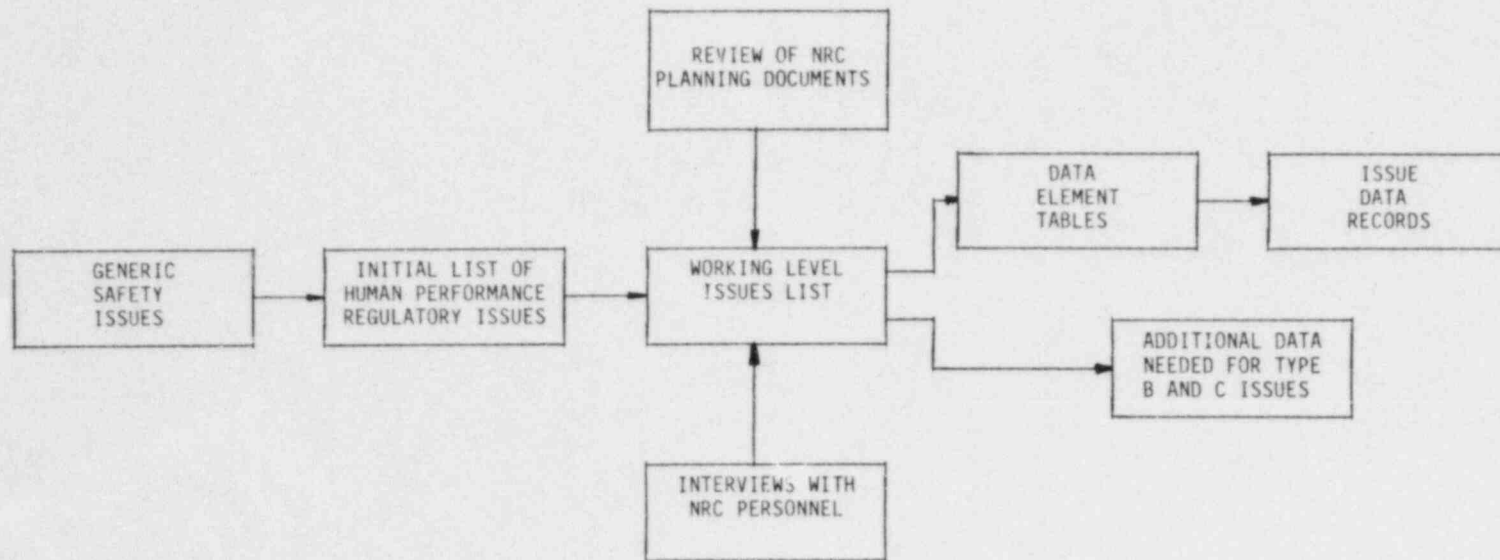 REVIEW OF NRC
PLANNING DOCUMENTS
DATA
ELEMENT
TABLES
ISSUE
DATA
RECORDS
GENERIC
SAFETY
ISSUES
INITIAL LIST OF
HUMAN PERFORMANCE
REGULATORY ISSUES
WORKING LEVEL
ISSUES LIST
ADDITIONAL DATA
NEEDED FOR TYPE
B AND C ISSUES
INTERVIEWS WITH
NRC PERSONNEL